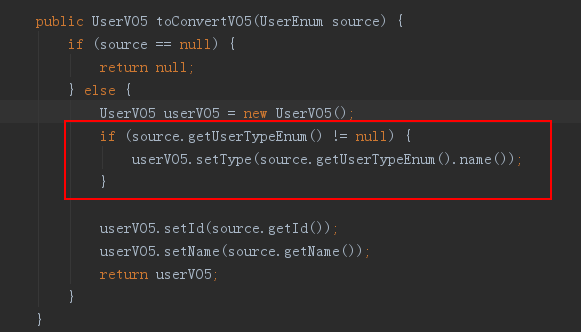 public UserVO5 toConvertVO5(UserEnum source) {
if (source == null) {
return null;
} else {
UserVO5 userVO5 = new UserVO5();
if (source.getUserTypeEnum() != null) {
userVO5.setType(source.getUserTypeEnum().name());
}
userVO5.setId(source.getId());
userVO5.setName(source.getName());
return userVO5;
}
}